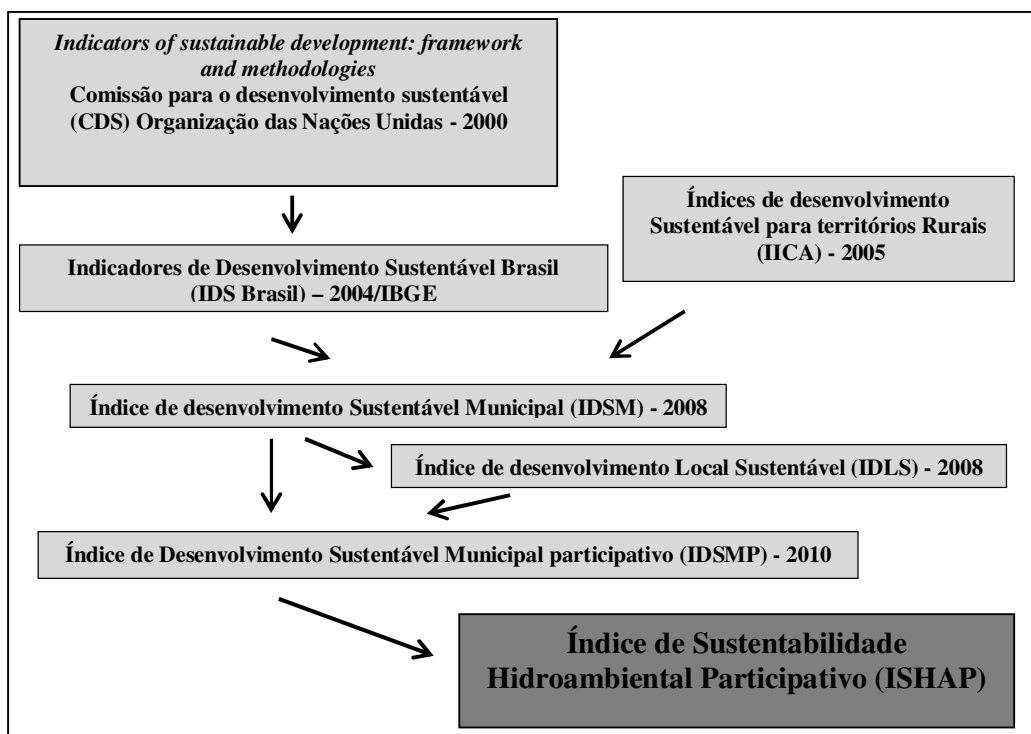 Indicators of sustainable development: framework
and methodologies
Comissão para o desenvolvimento sustentável
(CDS) Organização das Nações Unidas - 2000
Índices de desenvolvimento
Sustentável para territórios Rurais
(IICA) - 2005
Indicadores de Desenvolvimento Sustentável Brasil
(IDS Brasil) – 2004/IBGE
Índice de desenvolvimento Sustentável Municipal (IDSM) - 2008
Índice de desenvolvimento Local Sustentável (IDLS) - 2008
Índice de Desenvolvimento Sustentável Municipal participativo (IDSMP) - 2010
Índice de Sustentabilidade
Hidroambiental Participativo (ISHAP)